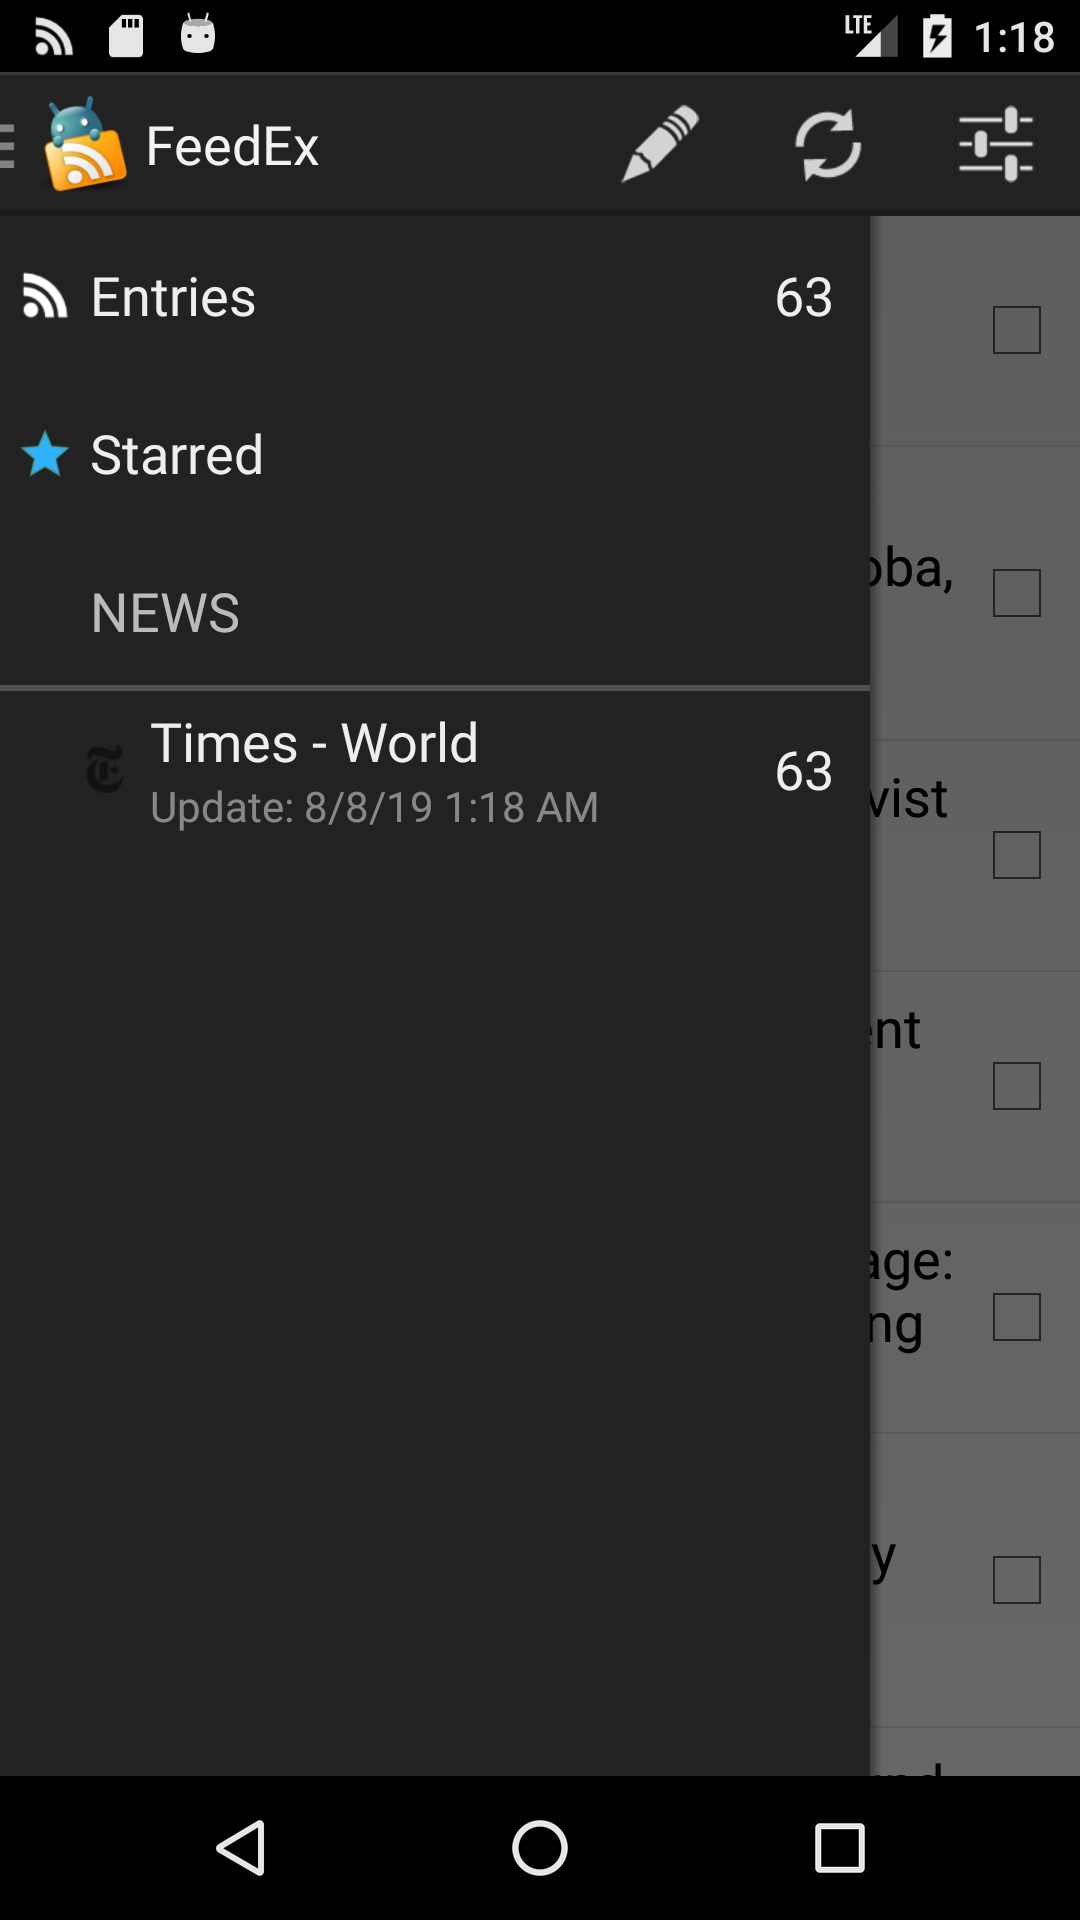 LTE 1:18
FeedEx
Entries 63
Starred
NEWS
Times - World 63
Update: 8/8/19 1:18 AM
oba,
vist
ent
age:
ng
y